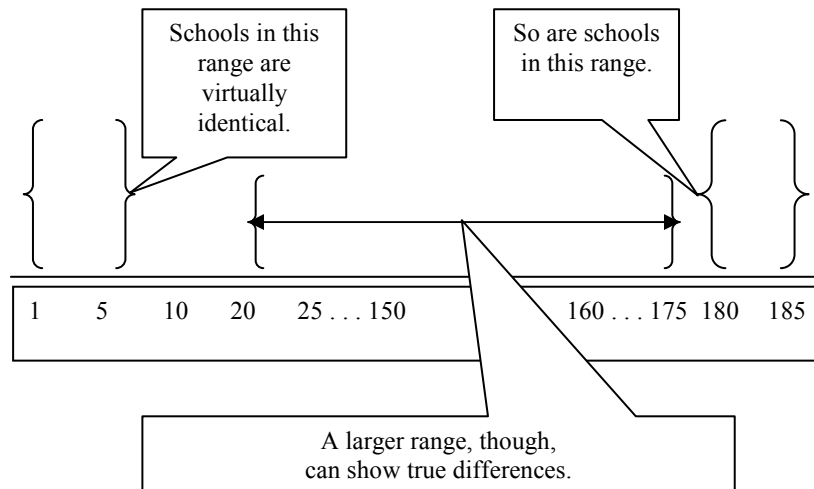 Schools in this
range are
virtually
identical.
So are schools
in this range.
1 5 10 20 25 . . . 150 160 . . . 175 180 185
A larger range, though,
can show true differences.